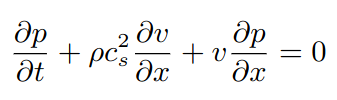 ∂p/∂t + ρc_s^2 ∂v/∂x + v ∂p/∂x = 0